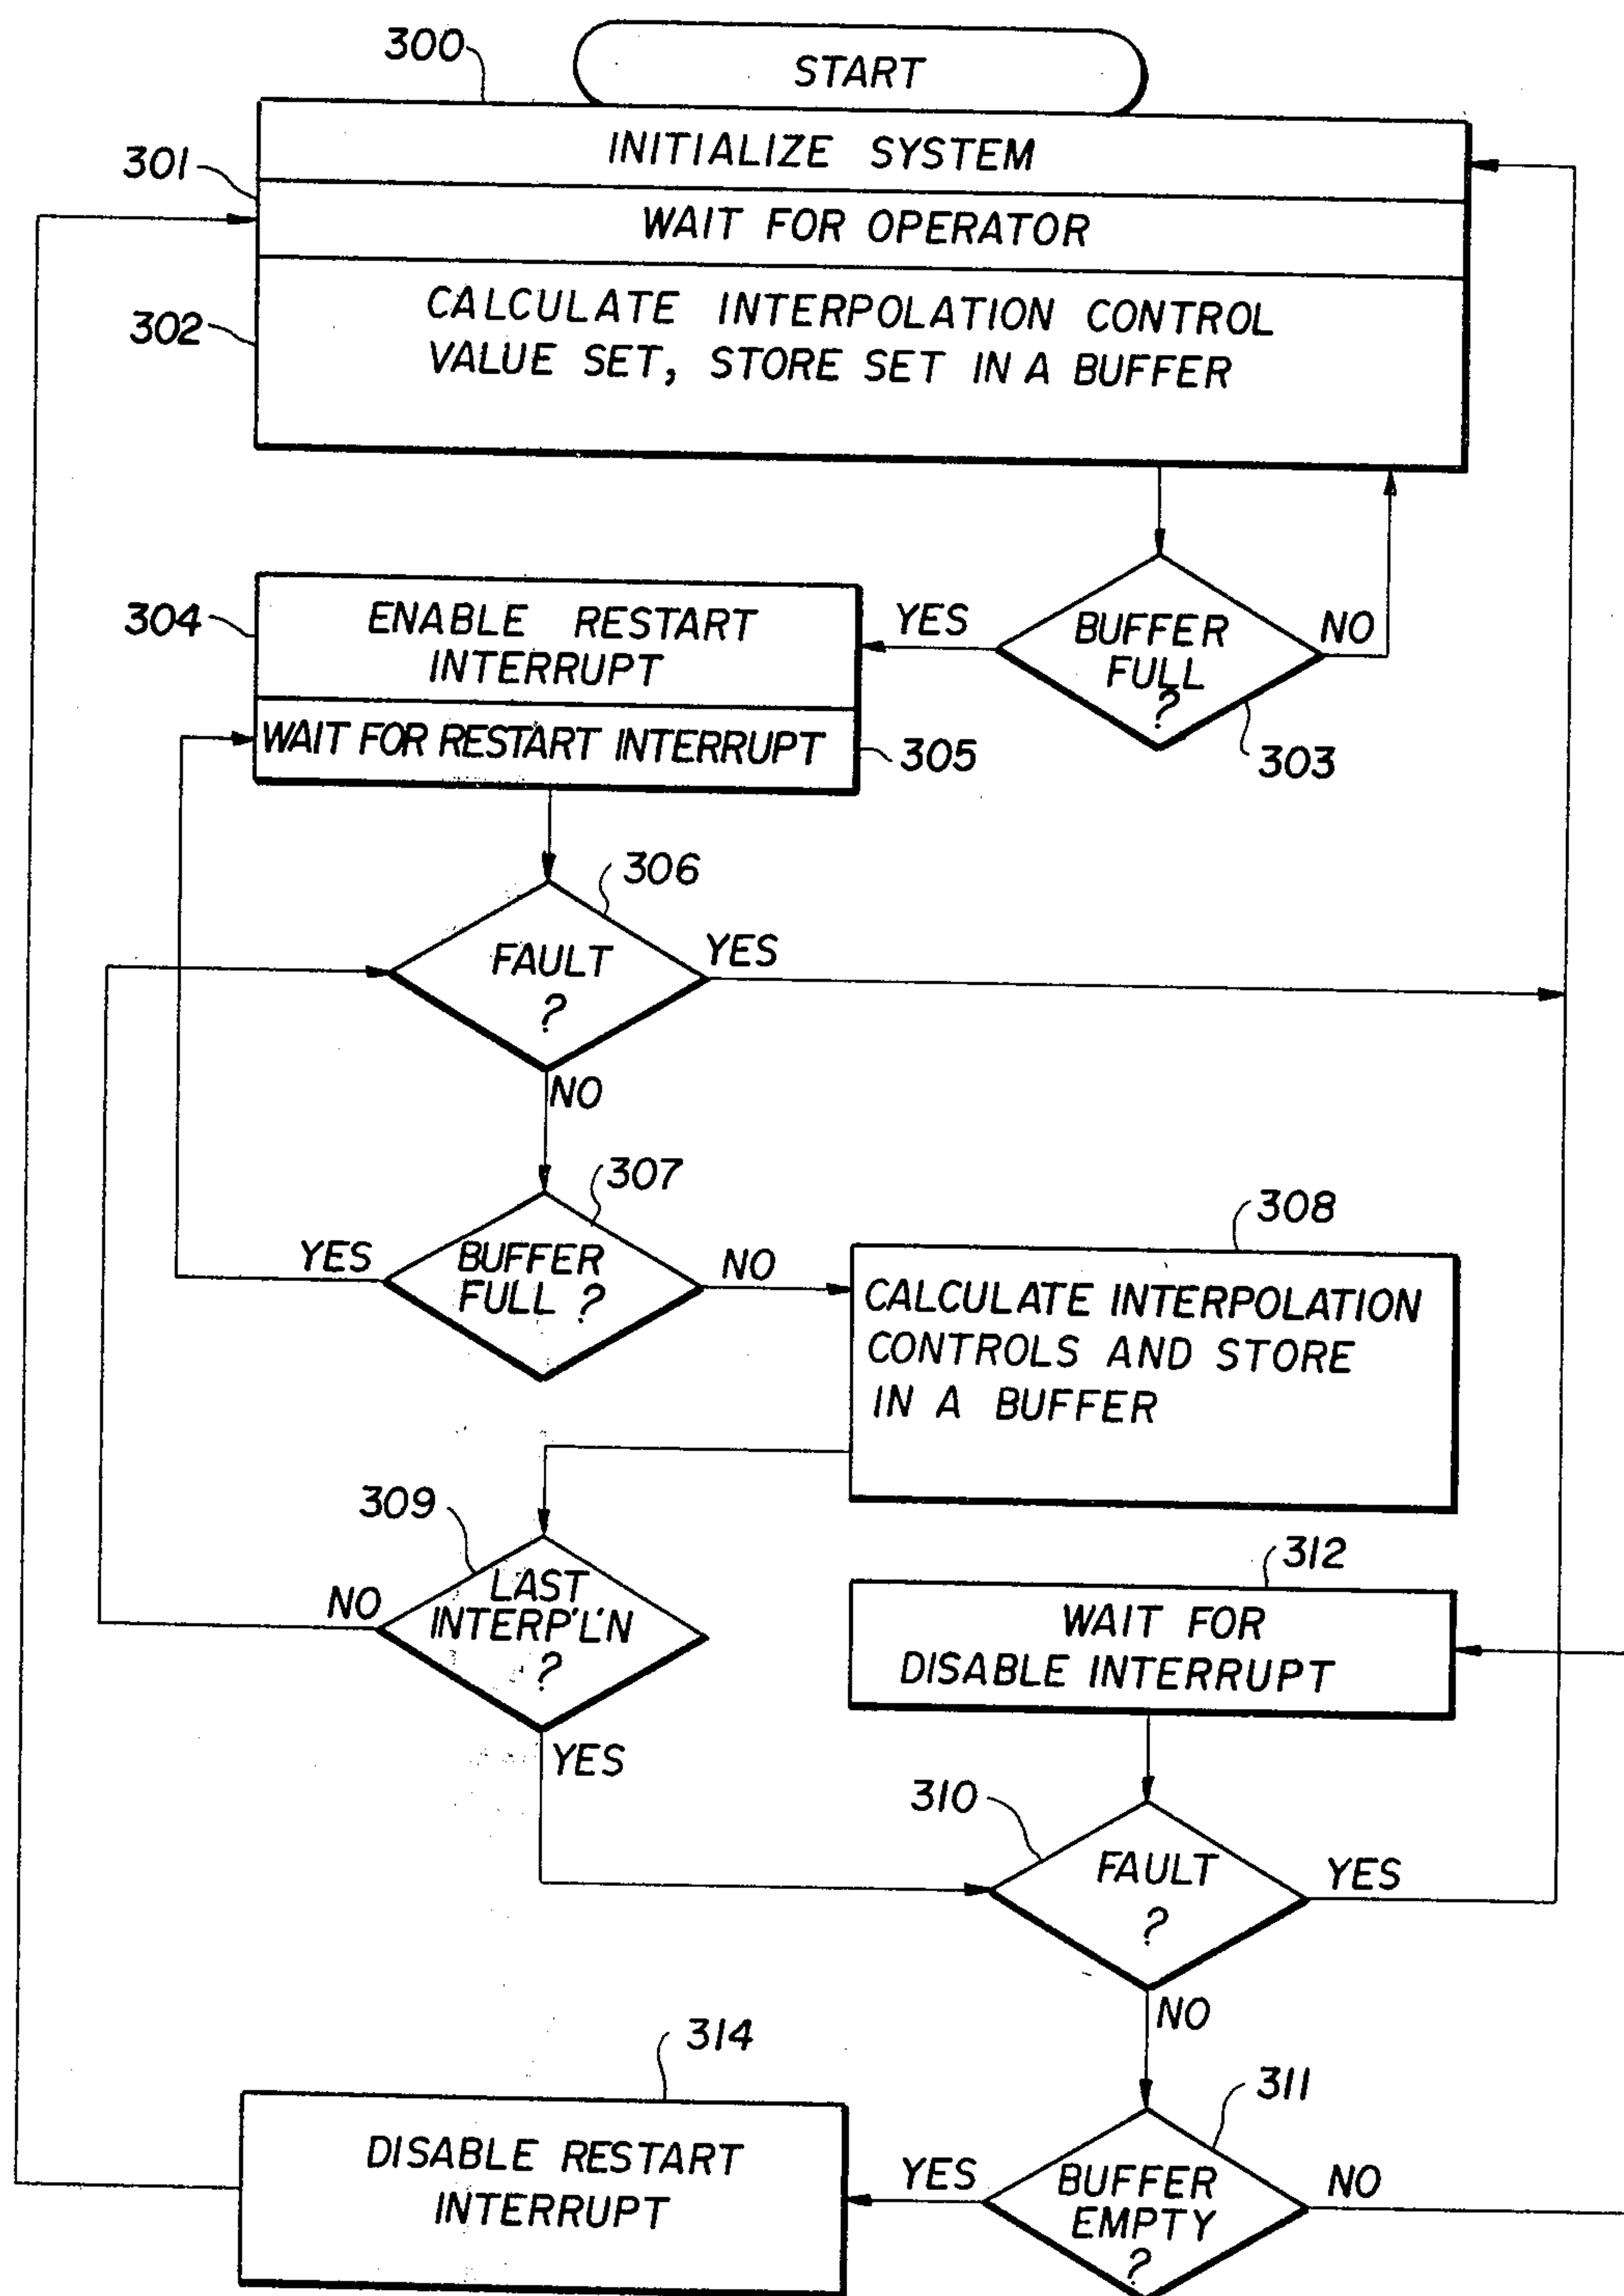 300
START
INITIALIZE SYSTEM
301
WAIT FOR OPERATOR
302
CALCULATE INTERPOLATION CONTROL
VALUE SET, STORE SET IN A BUFFER
304
ENABLE RESTART
INTERRUPT
YES
BUFFER
FULL
?
NO
303
WAIT FOR RESTART INTERRUPT
305
306
FAULT
?
YES
NO
307
YES
BUFFER
FULL ?
NO
308
CALCULATE INTERPOLATION
CONTROLS AND STORE
IN A BUFFER
309
NO
LAST
INTERP'L'N
?
YES
312
WAIT FOR
DISABLE INTERRUPT
310
FAULT
?
YES
NO
314
DISABLE RESTART
INTERRUPT
311
YES
BUFFER
EMPTY
?
NO